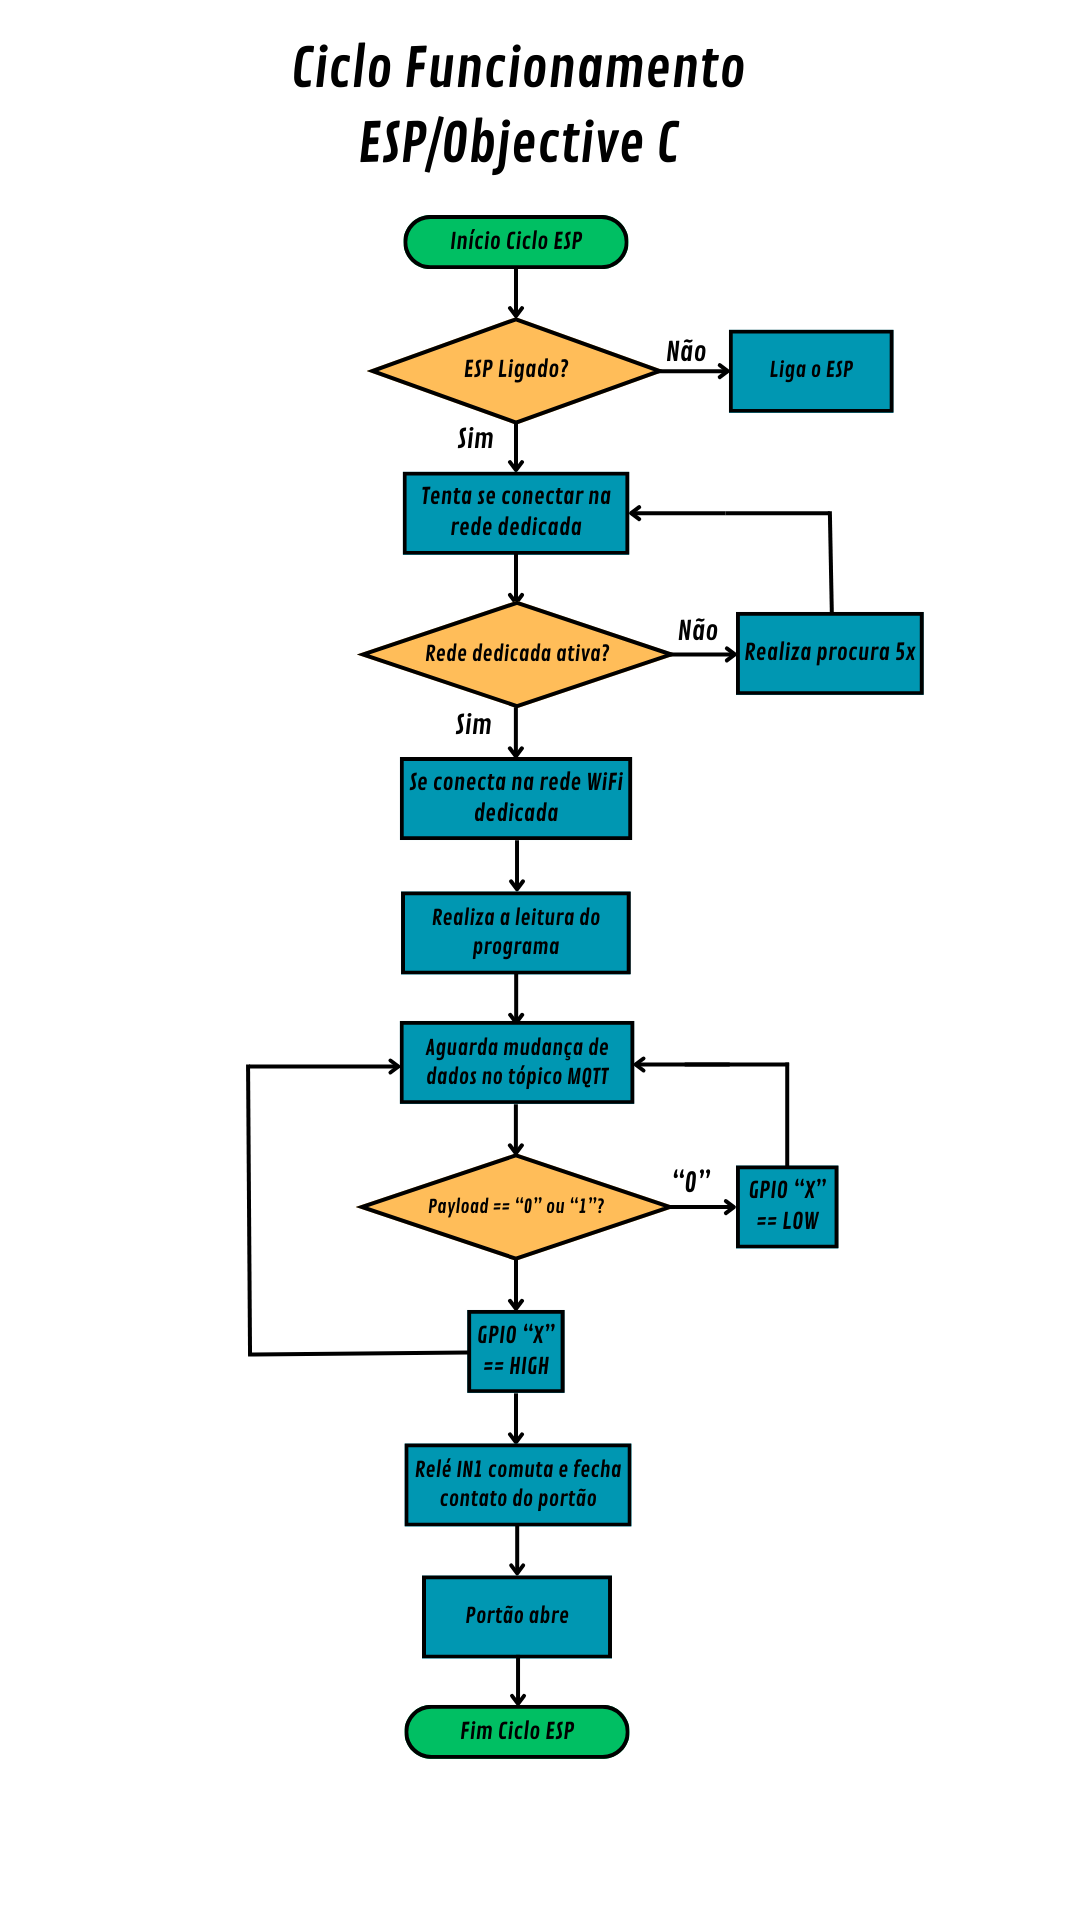 Ciclo Funcionamento
ESP/Objective C
Início Ciclo ESP
ESP Ligado?
Não
Liga o ESP
Sim
Tenta se conectar na
rede dedicada
Rede dedicada ativa?
Não
Realiza procura 5x
Sim
Se conecta na rede WiFi
dedicada
Realiza a leitura do
programa
Aguarda mudança de
dados no tópico MQTT
Payload == “0” ou “1”?
“0”
GPIO “X”
== LOW
GPIO “X”
== HIGH
Relé IN1 comuta e fecha
contato do portão
Portão abre
Fim Ciclo ESP